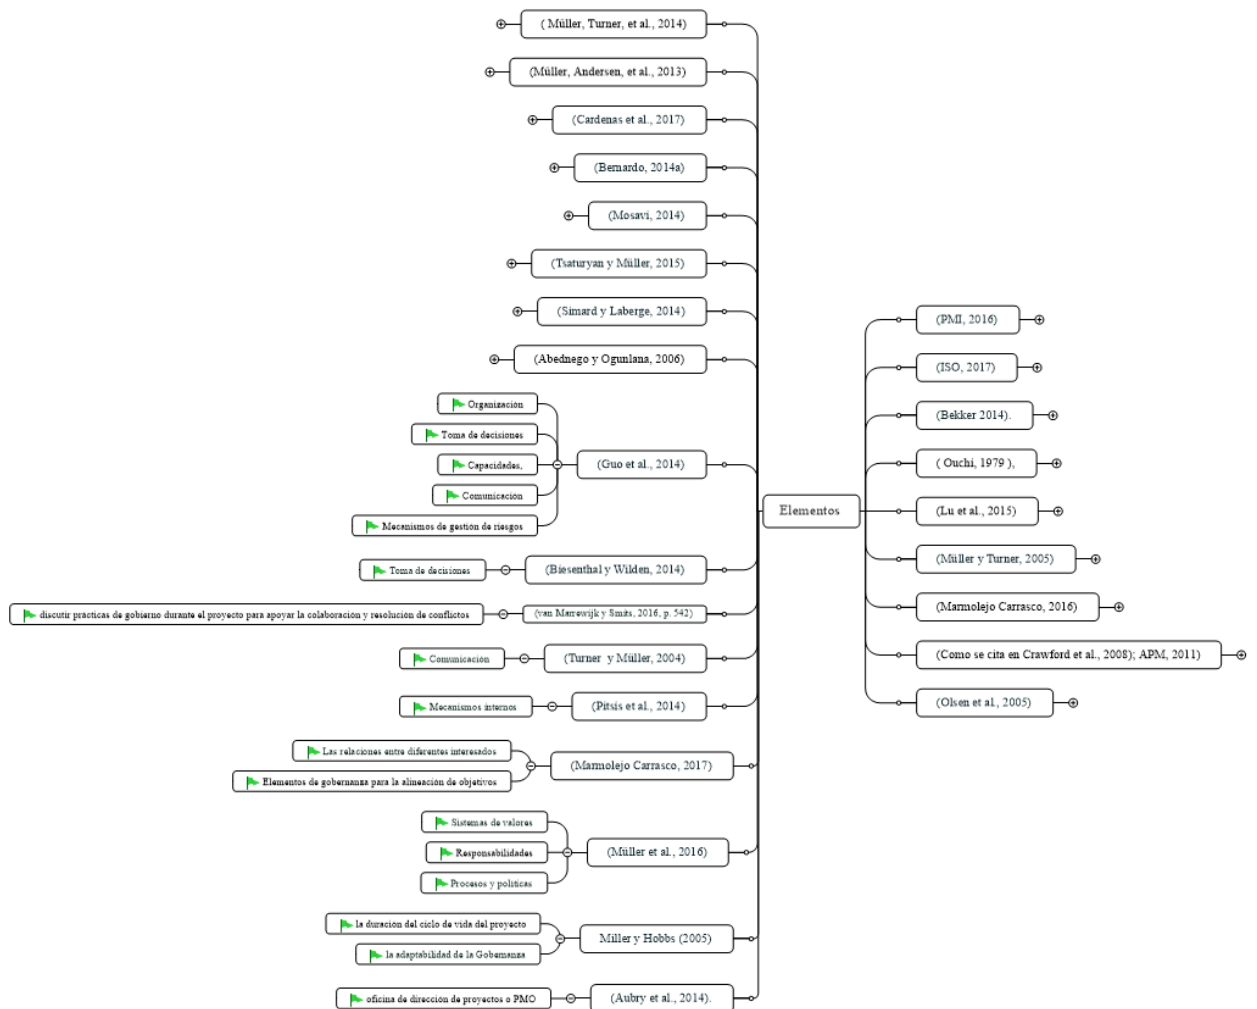 ( Müller, Turner, et al., 2014)
(Müller, Andersen, et al., 2013)
(Cardenas et al., 2017)
(Bernardo, 2014a)
(Mosavi, 2014)
(Tsaturyan y Müller, 2015)
(Simard y Laberge, 2014)
(Abednego y Ogunlana, 2006)
Organización
Toma de decisiones
Capacidades,
Comunicación
Mecanismos de gestión de riesgos
(Guo et al., 2014)
Toma de decisiones
(Biesenthal y Wilden, 2014)
discutir prácticas de gobierno durante el proyecto para apoyar la colaboración y resolución de conflictos
(van Marrewijk y Smits, 2016, p. 542)
Comunicación
(Turner y Müller, 2004)
Mecanismos internos
(Pitsis et al., 2014)
Las relaciones entre diferentes interesados
Elementos de gobernanza para la alineación de objetivos
(Marmolejo Carrasco, 2017)
Sistemas de valores
Responsabilidades
Procesos y políticas
(Müller et al., 2016)
la duración del ciclo de vida del proyecto
la adaptabilidad de la Gobernanza
Miller y Hobbs (2005)
oficina de dirección de proyectos o PMO
(Aubry et al., 2014).
Elementos
(PMI, 2016)
(ISO, 2017)
(Bekker 2014).
( Ouchi, 1979 ),
(Lu et al., 2015)
(Müller y Turner, 2005)
(Marmolejo Carrasco, 2016)
(Como se cita en Crawford et al., 2008); APM, 2011)
(Olsen et al., 2005)